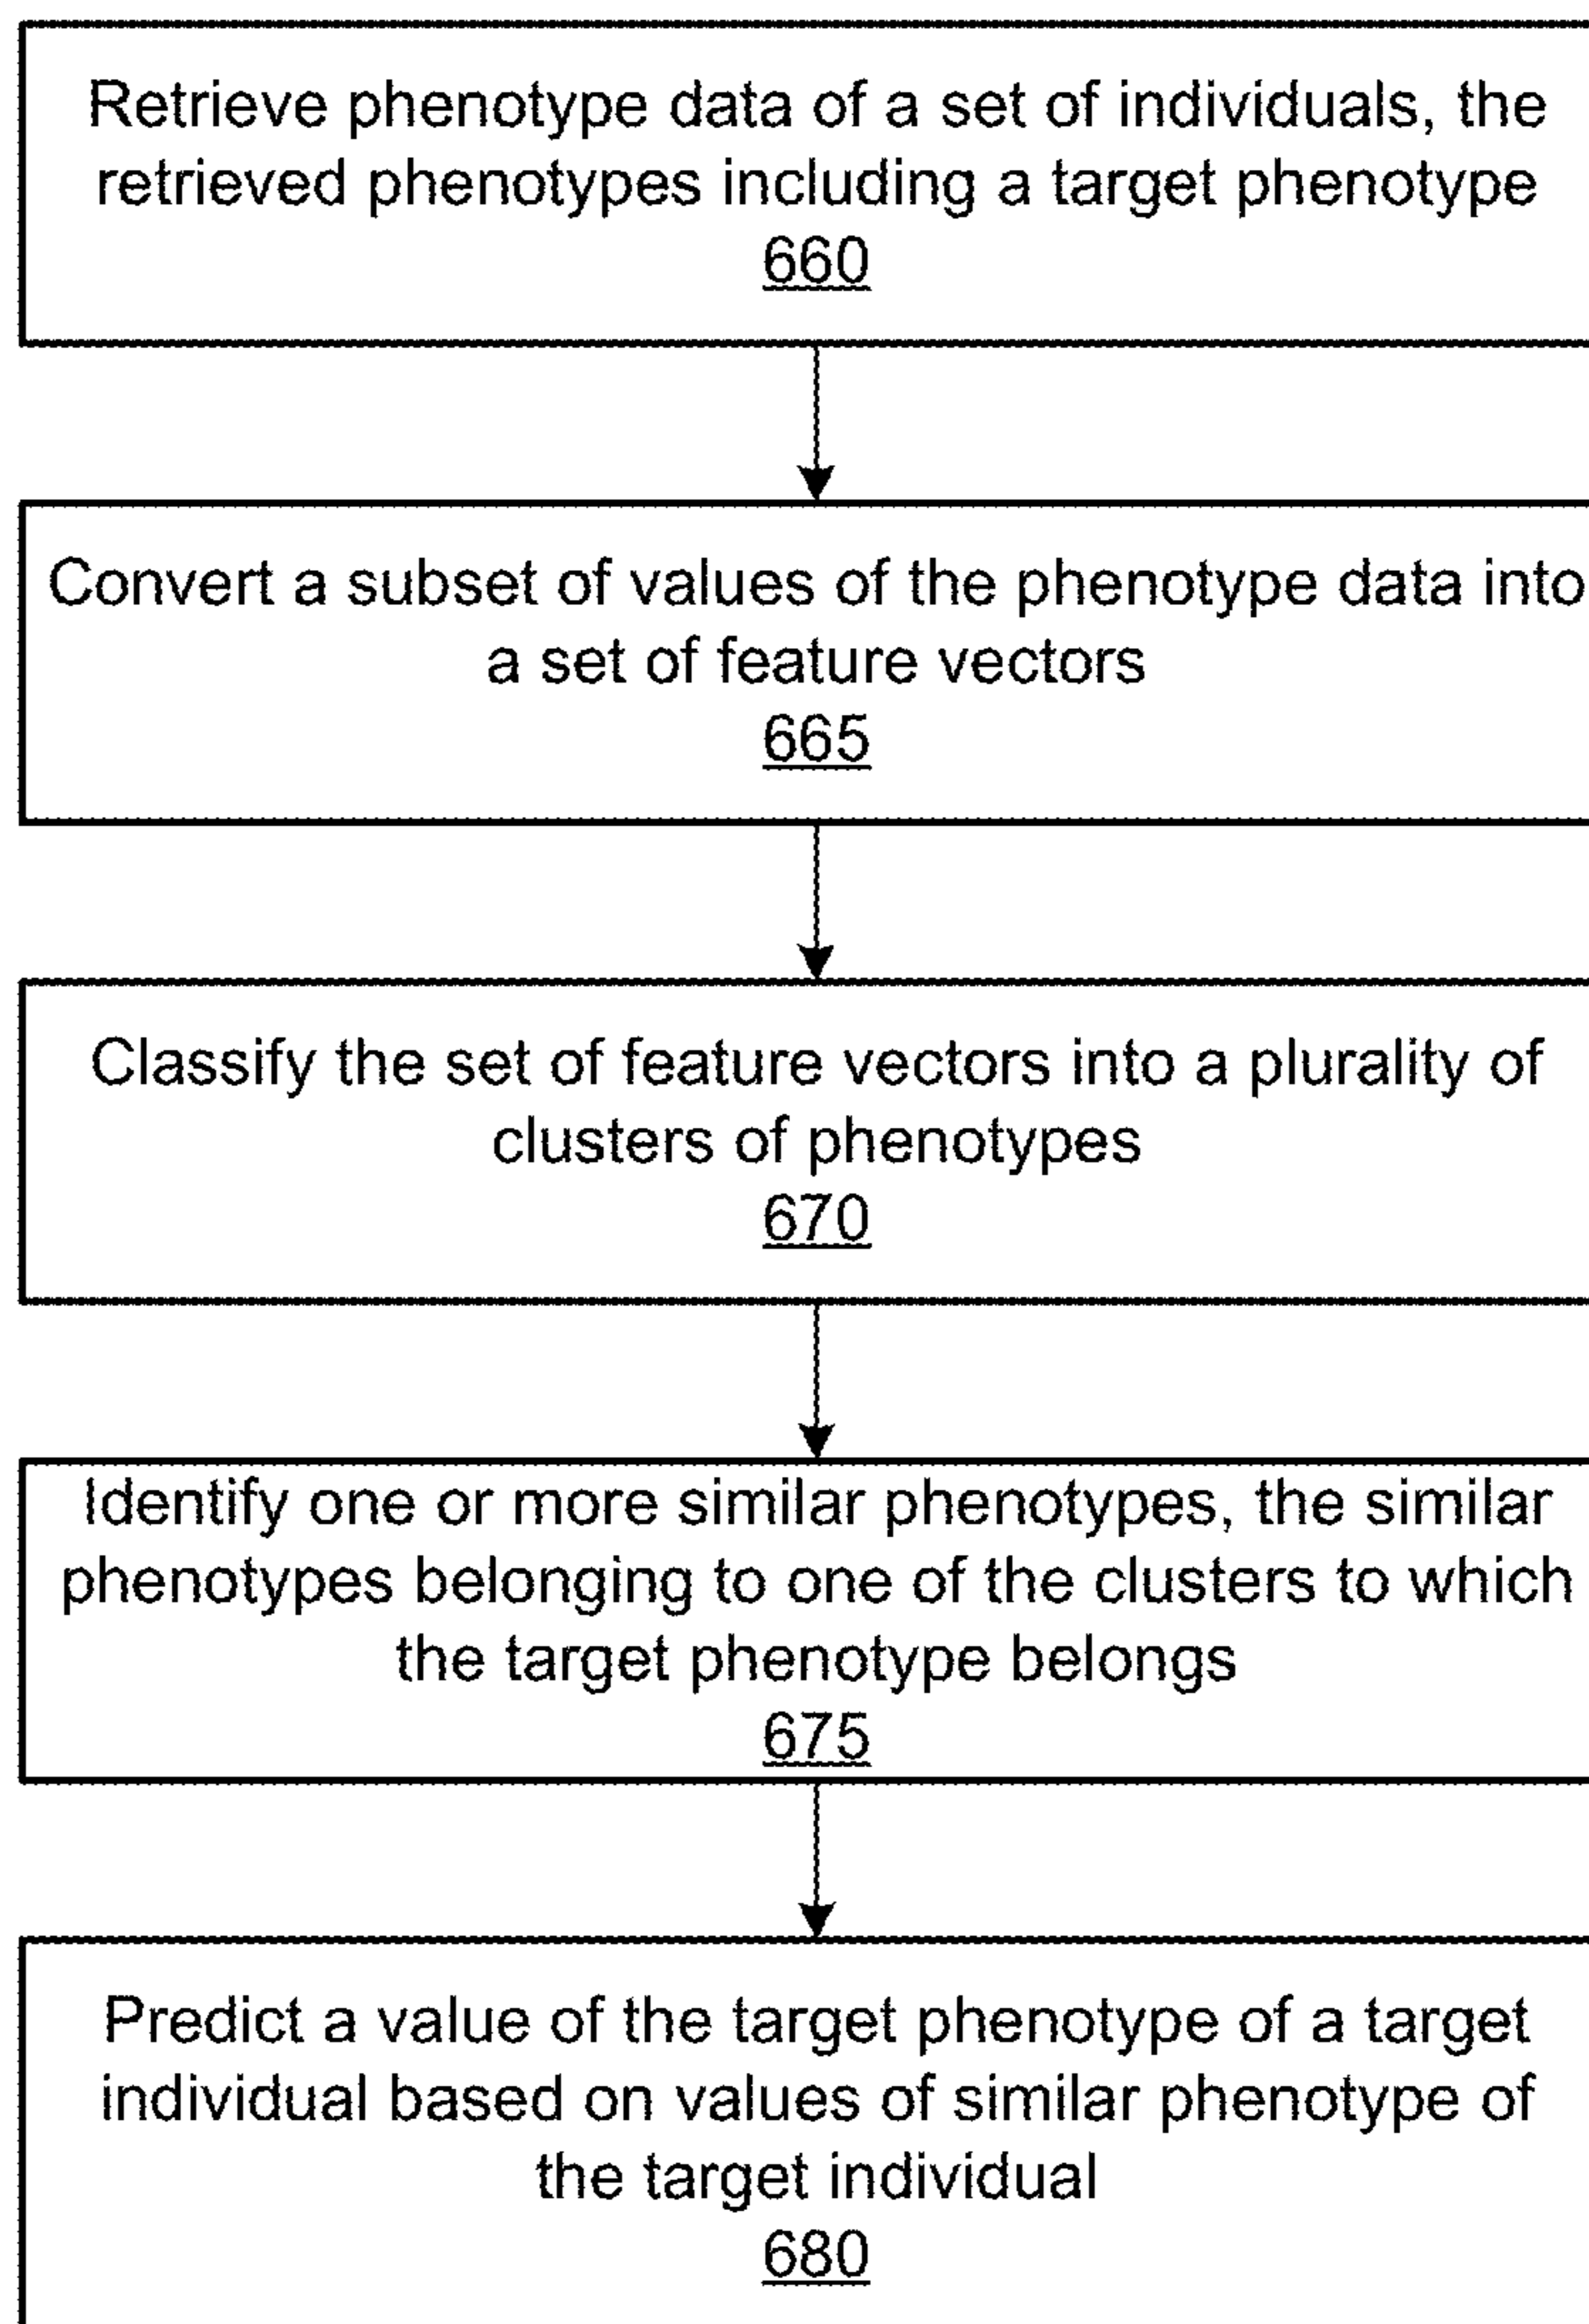 Retrieve phenotype data of a set of individuals, the
retrieved phenotypes including a target phenotype
660
Convert a subset of values of the phenotype data into
a set of feature vectors
665
Classify the set of feature vectors into a plurality of
clusters of phenotypes
670
Identify one or more similar phenotypes, the similar
phenotypes belonging to one of the clusters to which
the target phenotype belongs
675
Predict a value of the target phenotype of a target
individual based on values of similar phenotype of
the target individual
680